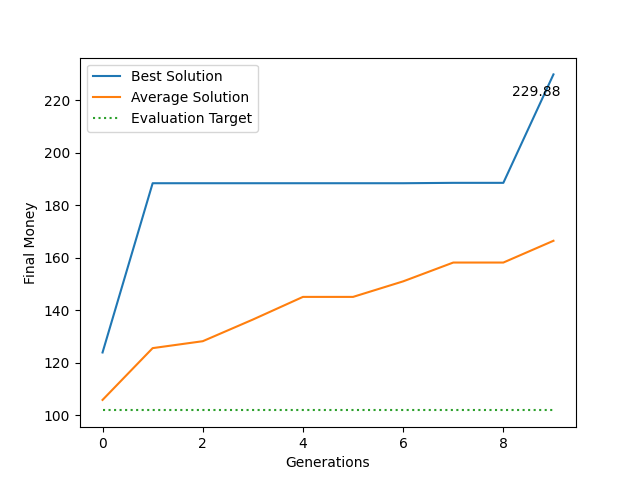 Best Solution
Average Solution
Evaluation Target
229.88
220
200
180
160
140
120
100
0
2
4
6
8
Final Money
Generations